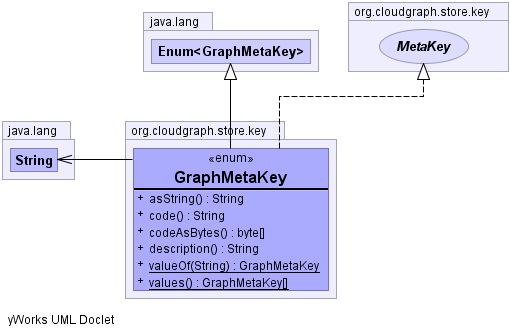 java.lang
Enum<GraphMetaKey>
org.cloudgraph.store.key
MetaKey
java.lang
String
org.cloudgraph.store.key
«enum»
GraphMetaKey
+ asString() : String
+ code() : String
+ codeAsBytes() : byte[]
+ description() : String
+ valueOf(String) : GraphMetaKey
+ values() : GraphMetaKey[]
yWorks UML Doclet